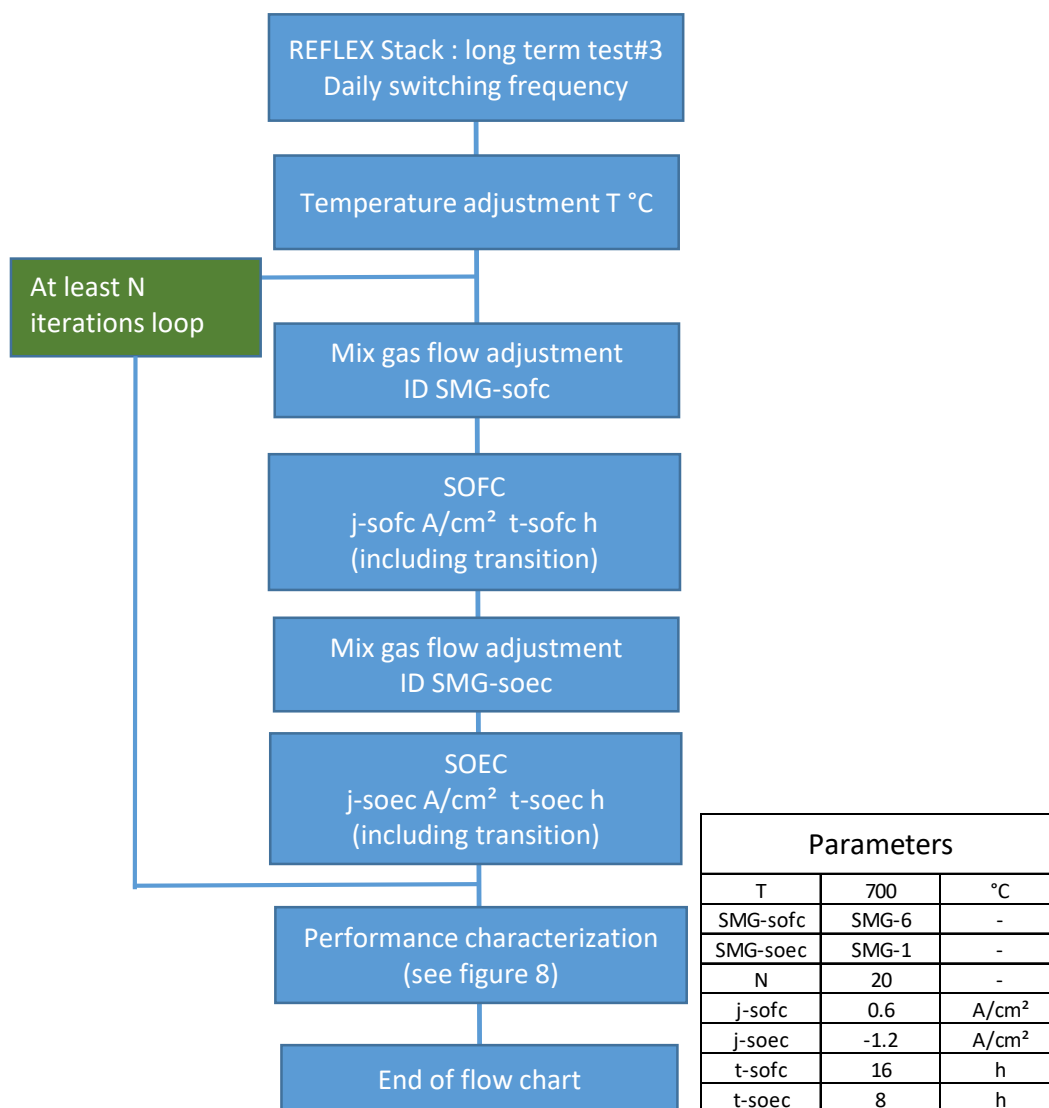 REFLEX Stack : long term test#3
Daily switching frequency
Temperature adjustment T °C
At least N
iterations loop
Mix gas flow adjustment
ID SMG-sofc
SOFC
j-sofc A/cm² t-sofc h
(including transition)
Mix gas flow adjustment
ID SMG-soec
SOEC
j-soec A/cm² t-soec h
(including transition)
Performance characterization
(see figure 8)
End of flow chart
Parameters
T 700 °C
SMG-sofc SMG-6 -
SMG-soec SMG-1 -
N 20 -
j-sofc 0.6 A/cm²
j-soec -1.2 A/cm²
t-sofc 16 h
t-soec 8 h